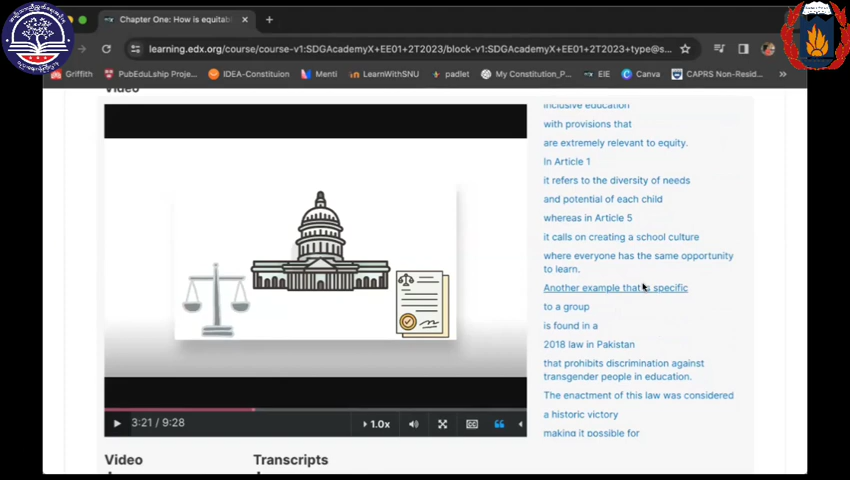 Chapter One: How is equitabl
learning.edx.org/course/course-v1:SDGAcademyX+EE01+2T2023/block-v1:SDGAcademyX+EE01+2T2023+type@s...
Griffith
PubEduLship Proje...
IDEA-Constituion
Menti
LearnWithSNU
padlet
My Constitution_P...
EIE
Canva
CAPRS Non-Resid...
Video
inclusive education
with provisions that
are extremely relevant to equity.
In Article 1
it refers to the diversity of needs
and potential of each child
whereas in Article 5
it calls on creating a school culture
where everyone has the same opportunity
to learn.
Another example that is specific
to a group
is found in a
2018 law in Pakistan
that prohibits discrimination against
transgender people in education.
The enactment of this law was considered
a historic victory
making it possible for
3:21 / 9:28
1.0x
Video
Transcripts